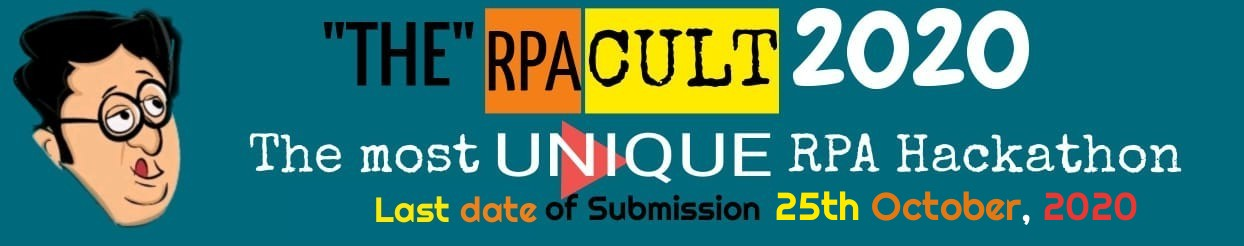 "THE" RPA CULT 2020
The most UNIQUE RPA Hackathon
Last date of Submission 25th October, 2020